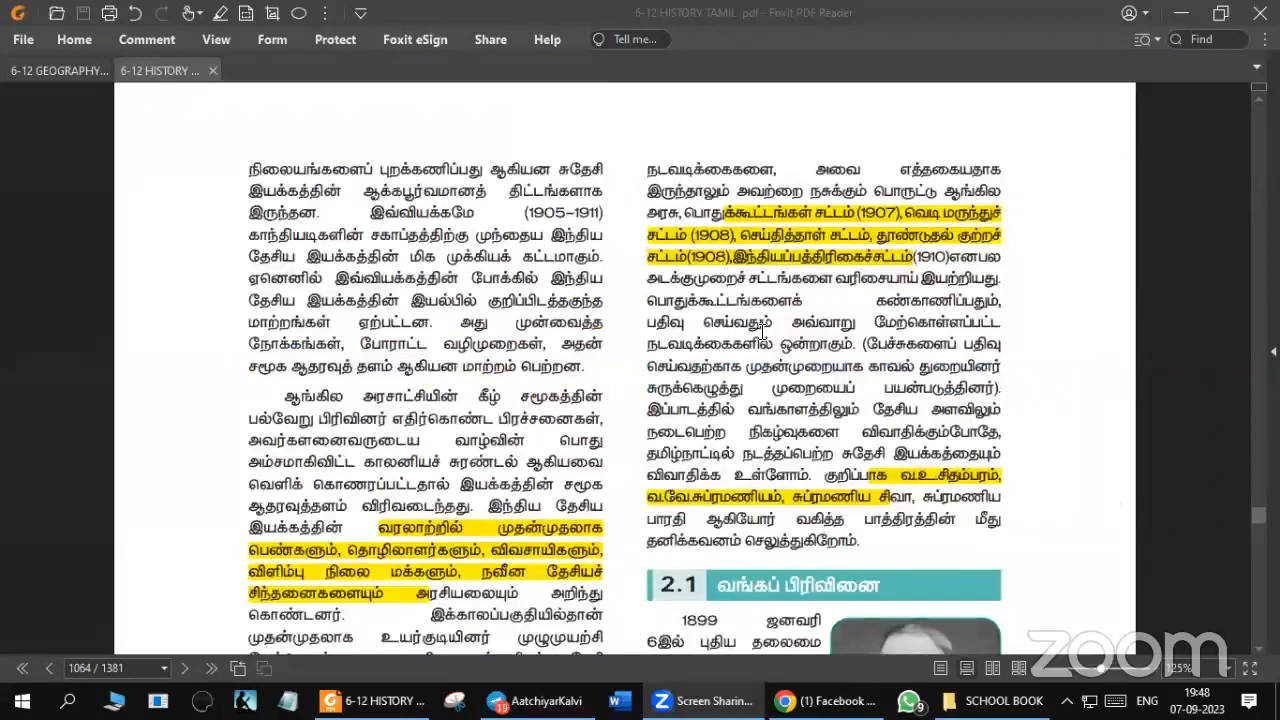 6-12 HISTORY TAMIL .pdf - Foxit PDF Reader
File Home Comment View Form Protect Foxit eSign Share Help Tell me... Find
6-12 GEOGRAPHY... 6-12 HISTORY ...
நிலையங்களைப் புறக்கணிப்பது ஆகியன சுதேசி
இயக்கத்தின் ஆக்கபூர்வமானத் திட்டங்களாக
இருந்தன. இவ்வியக்கமே (1905–1911)
காந்தியடிகளின் சகாப்தத்திற்கு முந்தைய இந்திய
தேசிய இயக்கத்தின் மிக முக்கியக் கட்டமாகும்.
ஏனெனில் இவ்வியக்கத்தின் போக்கில் இந்திய
தேசிய இயக்கத்தின் இயல்பில் குறிப்பிடத்தகுந்த
மாற்றங்கள் ஏற்பட்டன. அது முன்வைத்த
நோக்கங்கள், போராட்ட வழிமுறைகள், அதன்
சமூக ஆதரவுத் தளம் ஆகியன மாற்றம் பெற்றன.
ஆங்கில அரசாட்சியின் கீழ் சமூகத்தின்
பல்வேறு பிரிவினர் எதிர்கொண்ட பிரச்சனைகள்,
அவர்களனைவருடைய வாழ்வின் பொது
அம்சமாகிவிட்ட காலனியச் சுரண்டல் ஆகியவை
வெளிக் கொணரப்பட்டதால் இயக்கத்தின் சமூக
ஆதரவுத்தளம் விரிவடைந்தது. இந்திய தேசிய
இயக்கத்தின் வரலாற்றில் முதன்முதலாக
பெண்களும், தொழிலாளர்களும், விவசாயிகளும்,
விளிம்பு நிலை மக்களும், நவீன தேசியச்
சிந்தனைகளையும் அரசியலையும் அறிந்து
கொண்டனர். இக்காலப்பகுதியில்தான்
முதன்முதலாக உயர்குடியினர் முழுமுயற்சி
நடவடிக்கைகளை, அவை எத்தகையதாக
இருந்தாலும் அவற்றை நசுக்கும் பொருட்டு ஆங்கில
அரசு, பொதுக்கூட்டங்கள் சட்டம் (1907), வெடி மருந்துச்
சட்டம் (1908), செய்தித்தாள் சட்டம், தூண்டுதல் குற்றச்
சட்டம்(1908),இந்தியப்பத்திரிகைச்சட்டம்(1910)எனபல
அடக்குமுறைச் சட்டங்களை வரிசையாய் இயற்றியது.
பொதுக்கூட்டங்களைக் கண்காணிப்பதும்,
பதிவு செய்வதும் அவ்வாறு மேற்கொள்ளப்பட்ட
நடவடிக்கைகளில் ஒன்றாகும். (பேச்சுகளைப் பதிவு
செய்வதற்காக முதன்முறையாக காவல் துறையினர்
சுருக்கெழுத்து முறையைப் பயன்படுத்தினர்).
இப்பாடத்தில் வங்காளத்திலும் தேசிய அளவிலும்
நடைபெற்ற நிகழ்வுகளை விவாதிக்கும்போதே,
தமிழ்நாட்டில் நடத்தப்பெற்ற சுதேசி இயக்கத்தையும்
விவாதிக்க உள்ளோம். குறிப்பாக வ.உ.சிதம்பரம்,
வ.வே.சுப்ரமணியம், சுப்ரமணிய சிவா, சுப்ரமணிய
பாரதி ஆகியோர் வகித்த பாத்திரத்தின் மீது
தனிக்கவனம் செலுத்துகிறோம்.
2.1 வங்கப் பிரிவினை
1899 ஜனவரி
6இல் புதிய தலைமை
zoom
1064 / 1381 125%
6-12 HISTORY ... 19 AatchiyarKalvi Screen Sharin... (1) Facebook ... 9 SCHOOL BOOK ENG 19:48
07-09-2023